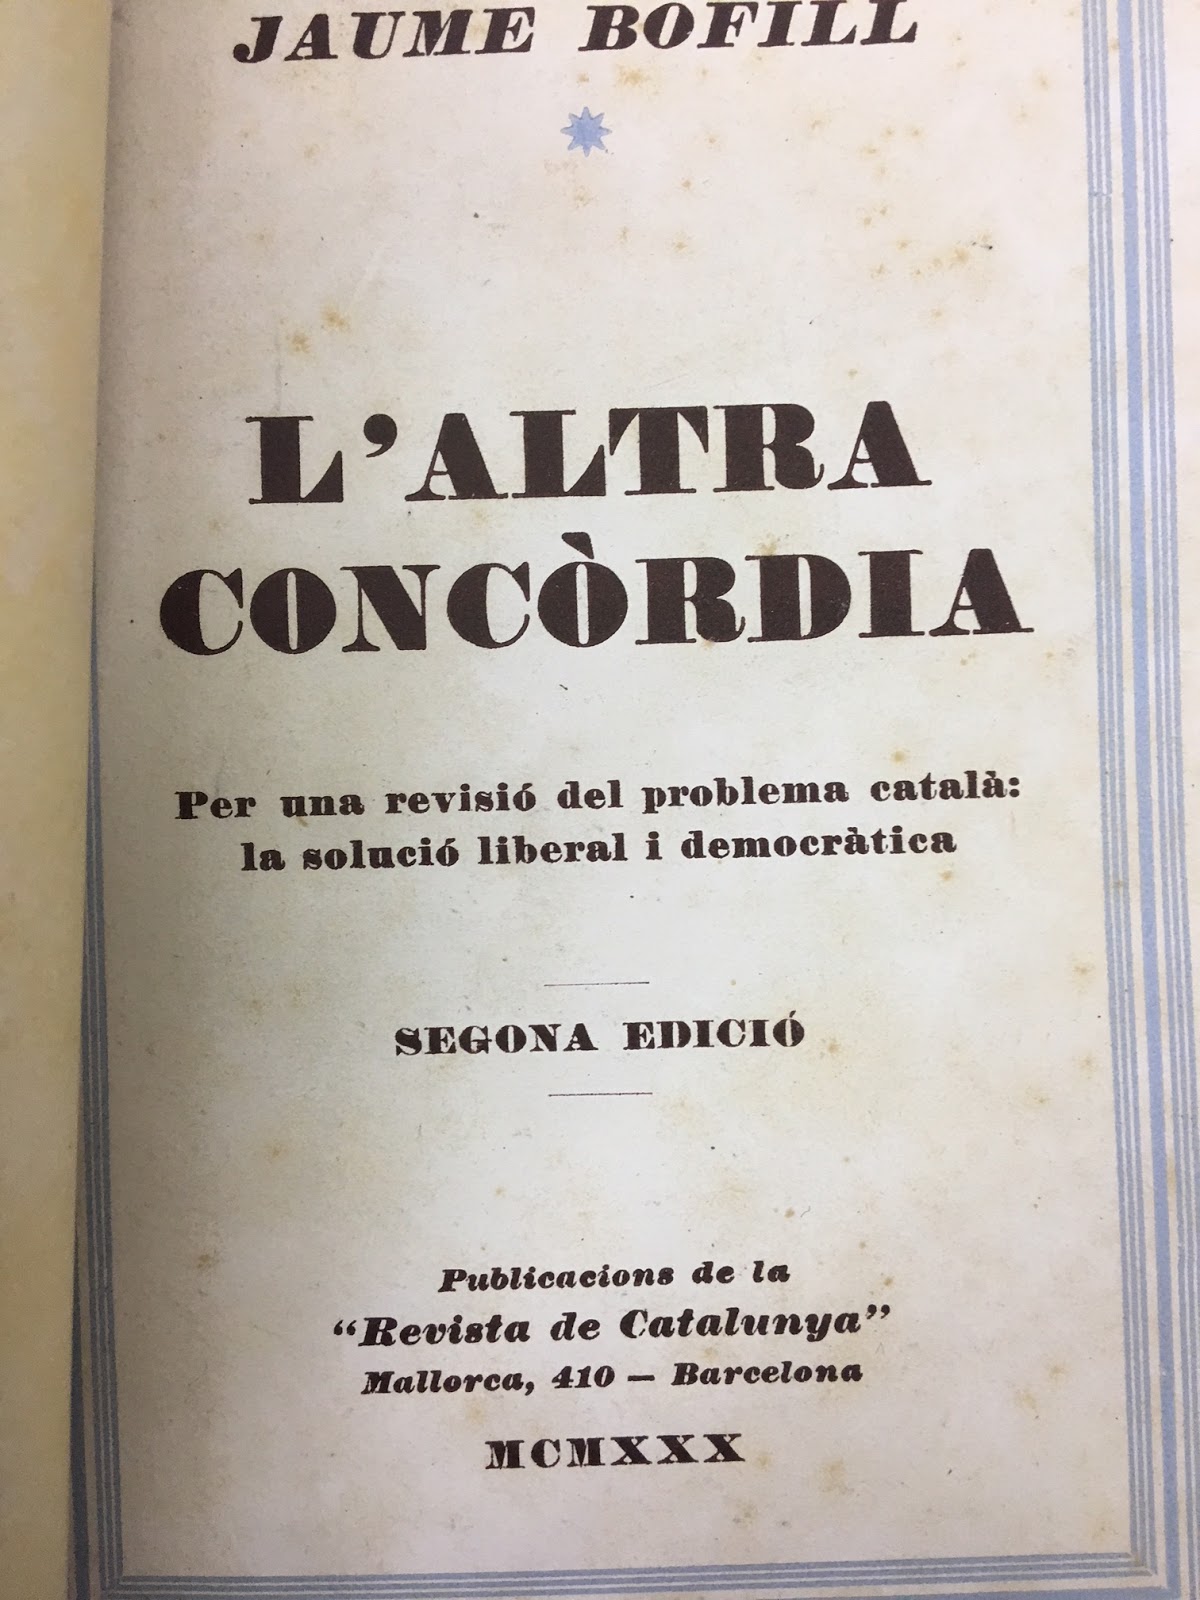 JAUME BOFILL
L'ALTRA
CONCÒRDIA
Per una revisió del problema català:
la solució liberal i democràtica
SEGONA EDICIÓ
Publicacions de la
“Revista de Catalunya”
Mallorca, 410 — Barcelona
MCMXXX